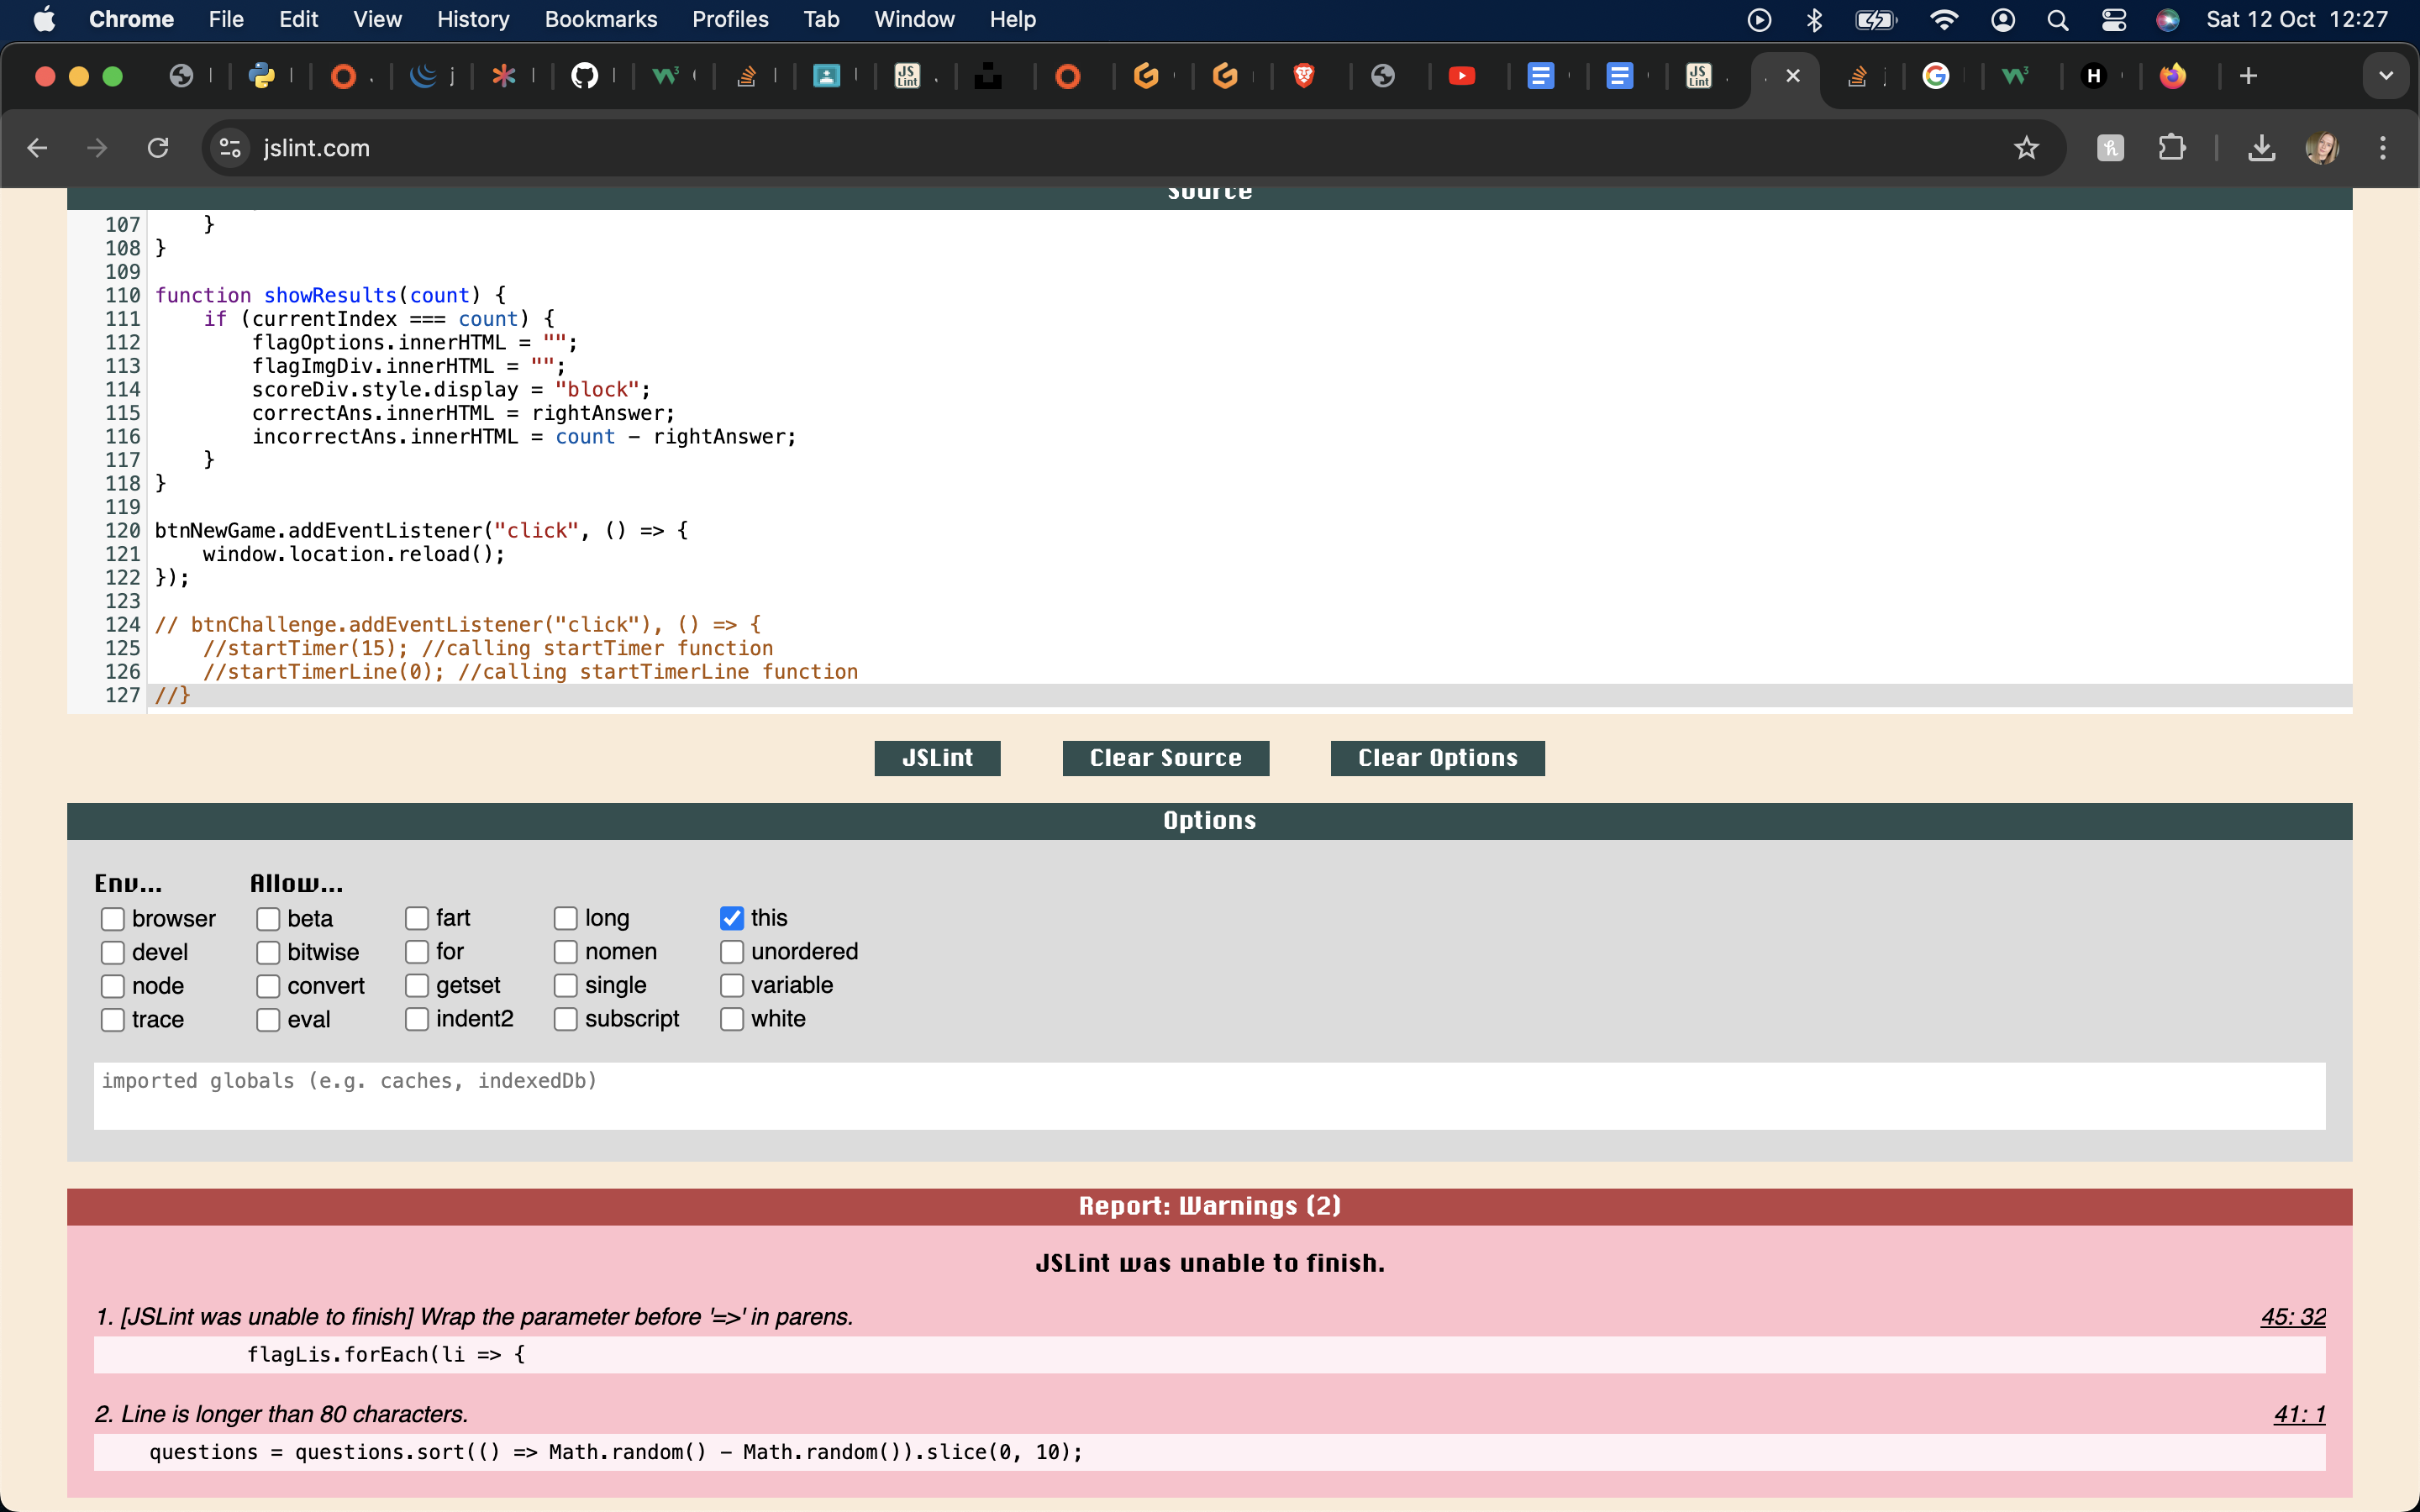 Chrome File Edit View History Bookmarks Profiles Tab Window Help Sat 12 Oct 12:27
jslint.com
Source
107     }
108 }
109
110 function showResults(count) {
111     if (currentIndex === count) {
112         flagOptions.innerHTML = "";
113         flagImgDiv.innerHTML = "";
114         scoreDiv.style.display = "block";
115         correctAns.innerHTML = rightAnswer;
116         incorrectAns.innerHTML = count - rightAnswer;
117     }
118 }
119
120 btnNewGame.addEventListener("click", () => {
121     window.location.reload();
122 });
123
124 // btnChallenge.addEventListener("click"), () => {
125     //startTimer(15); //calling startTimer function
126     //startTimerLine(0); //calling startTimerLine function
127 //}
JSLint Clear Source Clear Options
Options
Env... Allow...
browser beta fart long this
devel bitwise for nomen unordered
node convert getset single variable
trace eval indent2 subscript white
imported globals (e.g. caches, indexedDb)
Report: Warnings (2)
JSLint was unable to finish.
1. [JSLint was unable to finish] Wrap the parameter before '=>' in parens. 45: 32
flagLis.forEach(li => {
2. Line is longer than 80 characters. 41: 1
questions = questions.sort(() => Math.random() - Math.random()).slice(0, 10);